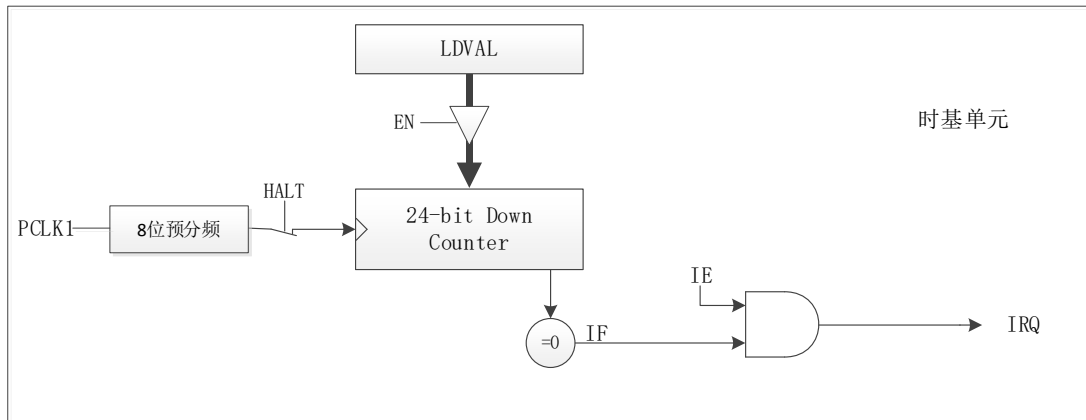 LDVAL
EN
时基单元
HALT
PCLK1
8位预分频
24-bit Down
Counter
IE
=0
IF
IRQ